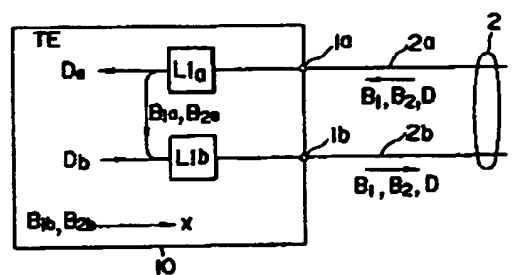 TE
1a
2a
2
Da
L1a
B1a, B2a
B1, B2, D
Db
L1b
1b
2b
B1, B2, D
B1b, B2b
X
10